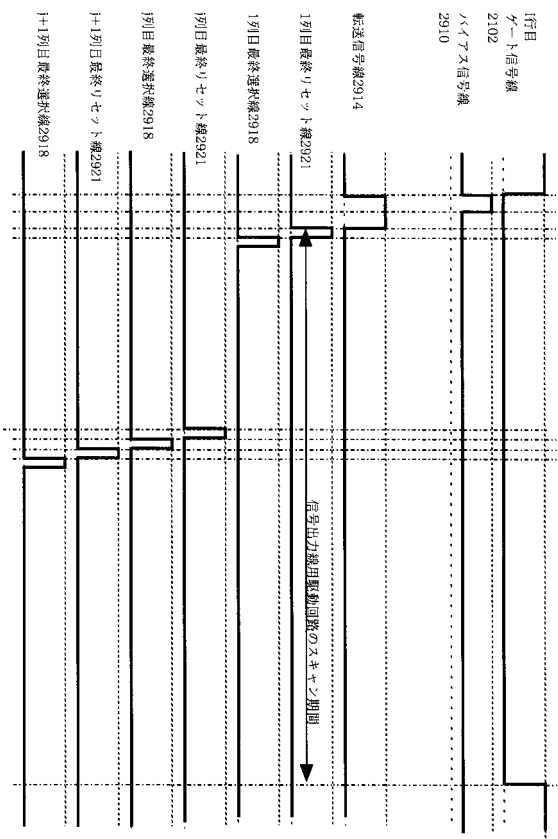 i行目
ゲート信号線
2102
バイアス信号線
2910
転送信号線2914
1列目最終リセット線2921
1列目最終選択線2918
j列目最終リセット線2921
j列目最終選択線2918
j+1列目最終リセット線2921
j+1列目最終選択線2918
信号出力線用駆動回路のスキャン期間